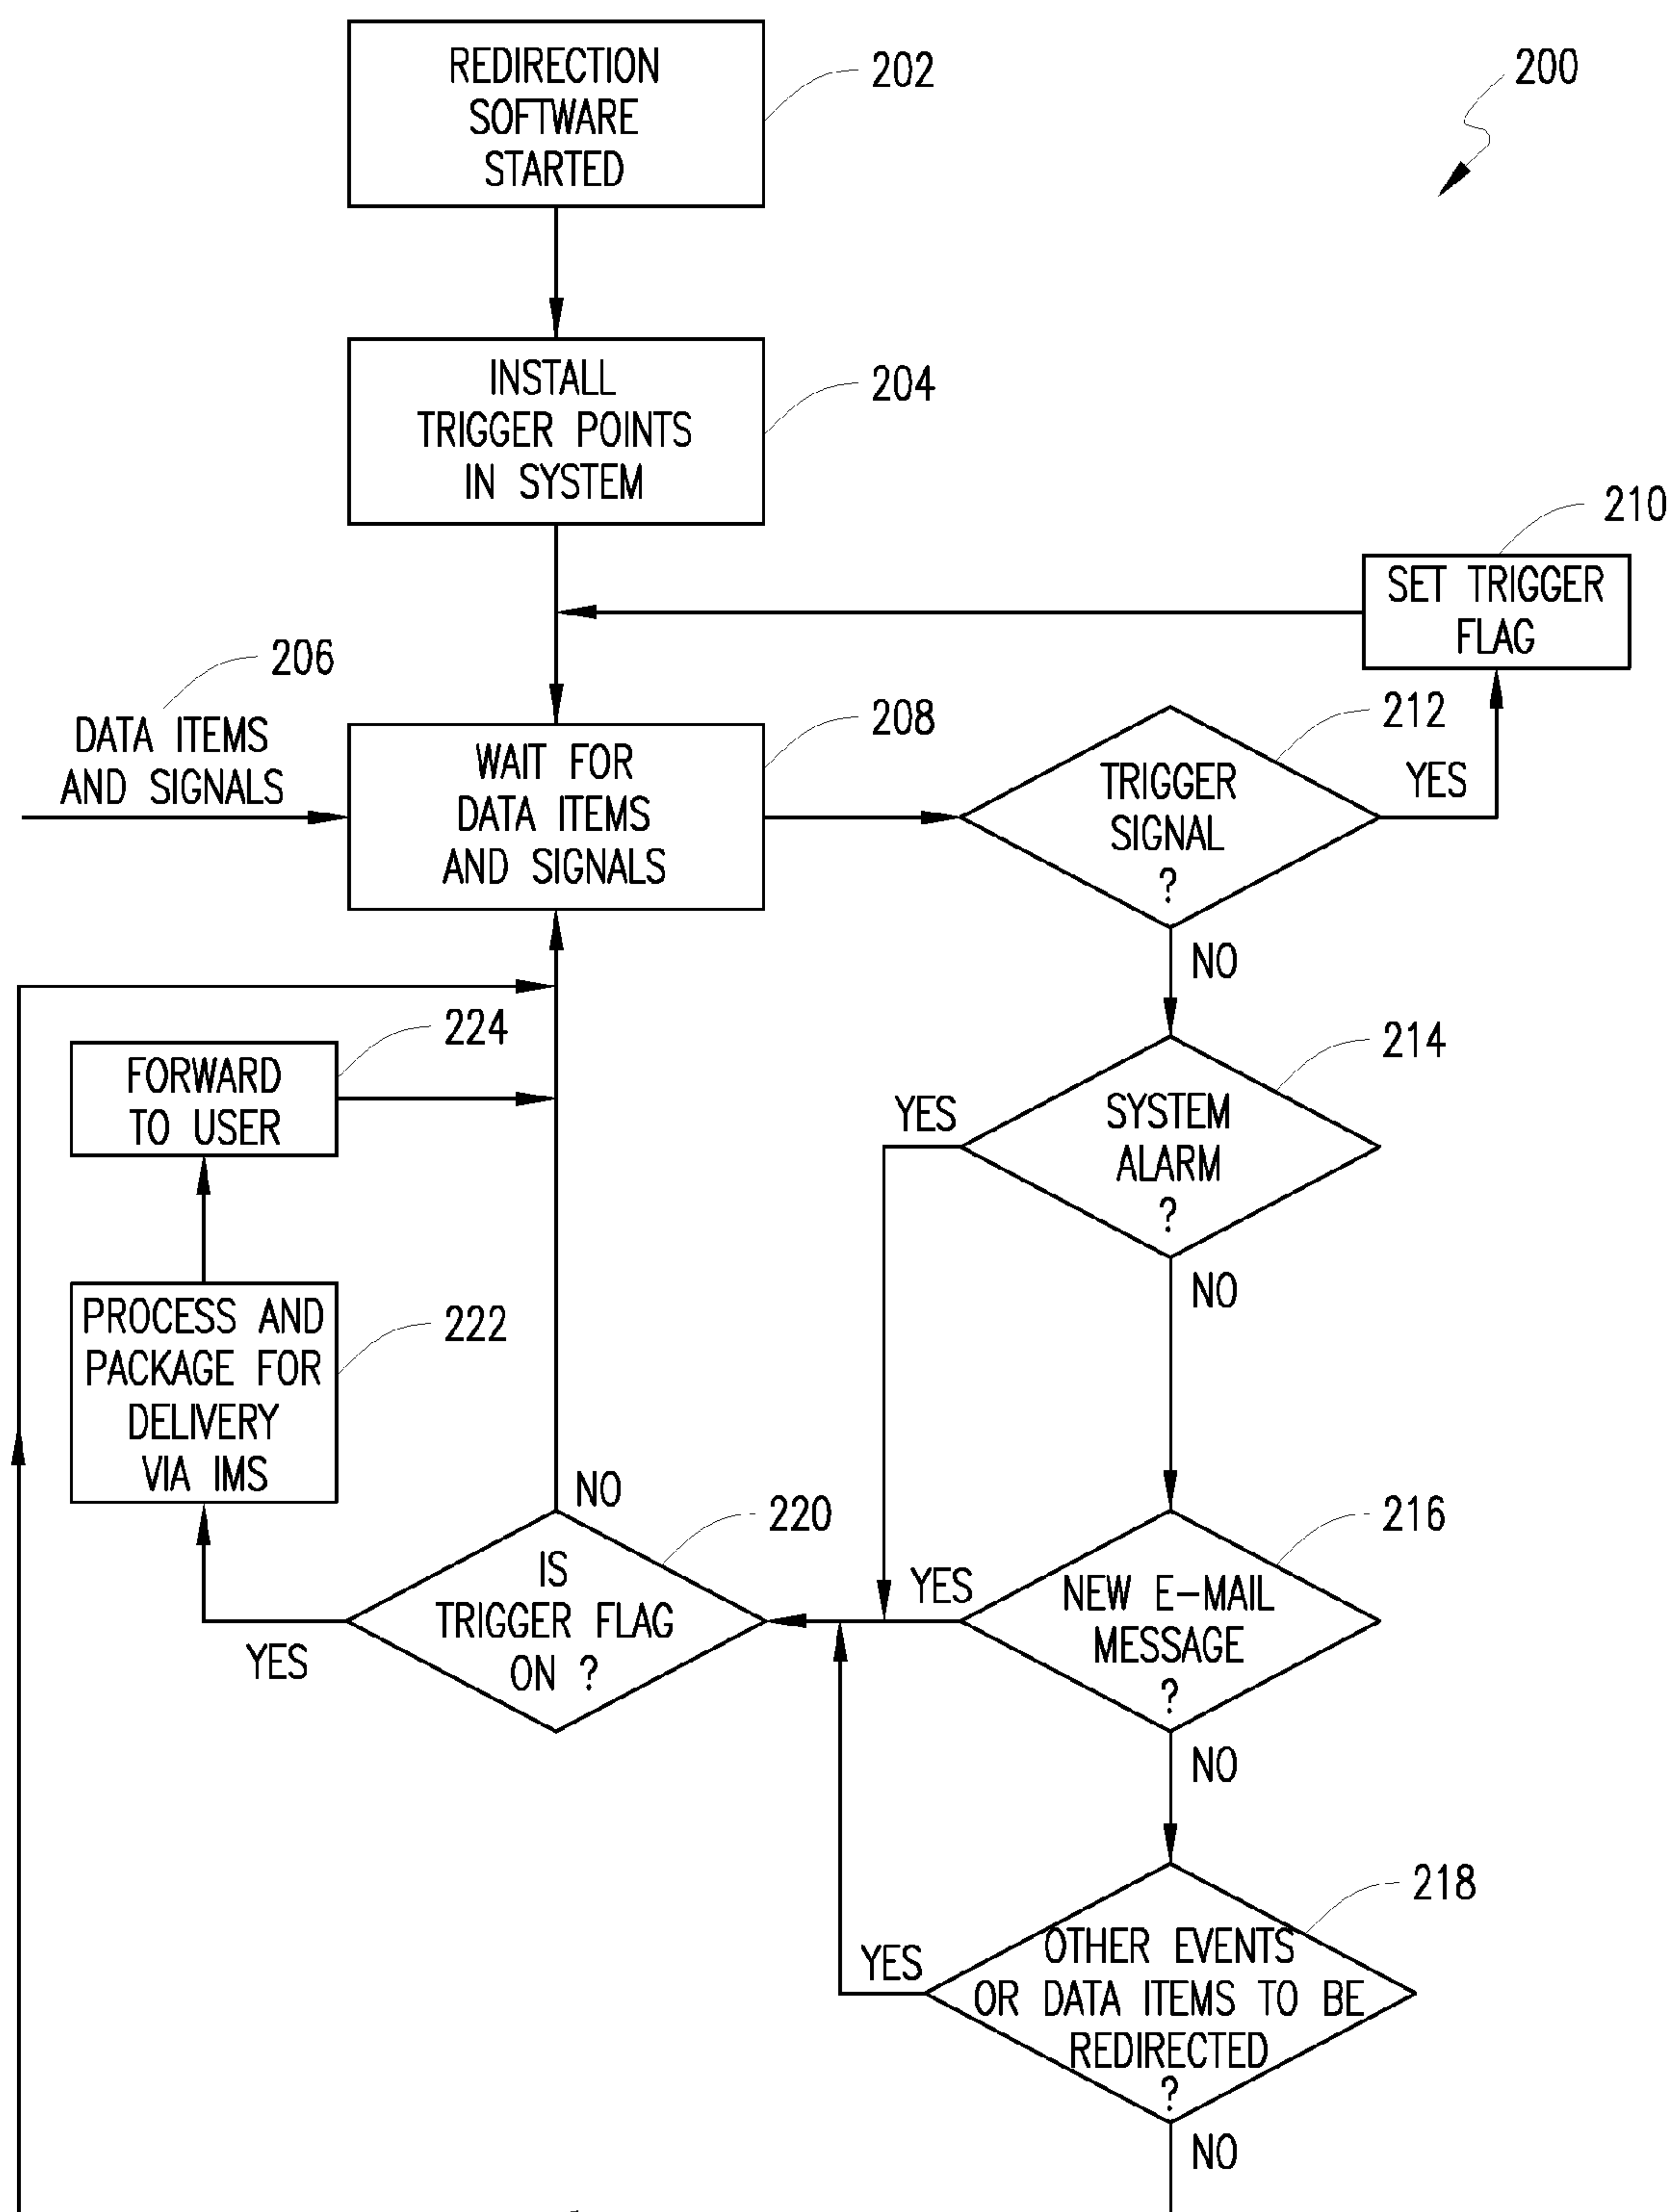 REDIRECTION
SOFTWARE
STARTED
202
200
INSTALL
TRIGGER POINTS
IN SYSTEM
204
210
SET TRIGGER
FLAG
206
DATA ITEMS
AND SIGNALS
WAIT FOR
DATA ITEMS
AND SIGNALS
208
212
TRIGGER
SIGNAL
?
YES
NO
214
SYSTEM
ALARM
?
YES
NO
224
FORWARD
TO USER
222
PROCESS AND
PACKAGE FOR
DELIVERY
VIA IMS
NO
220
IS
TRIGGER FLAG
ON ?
YES
216
YES
NEW E-MAIL
MESSAGE
?
NO
218
YES
OTHER EVENTS
OR DATA ITEMS TO BE
REDIRECTED
?
NO